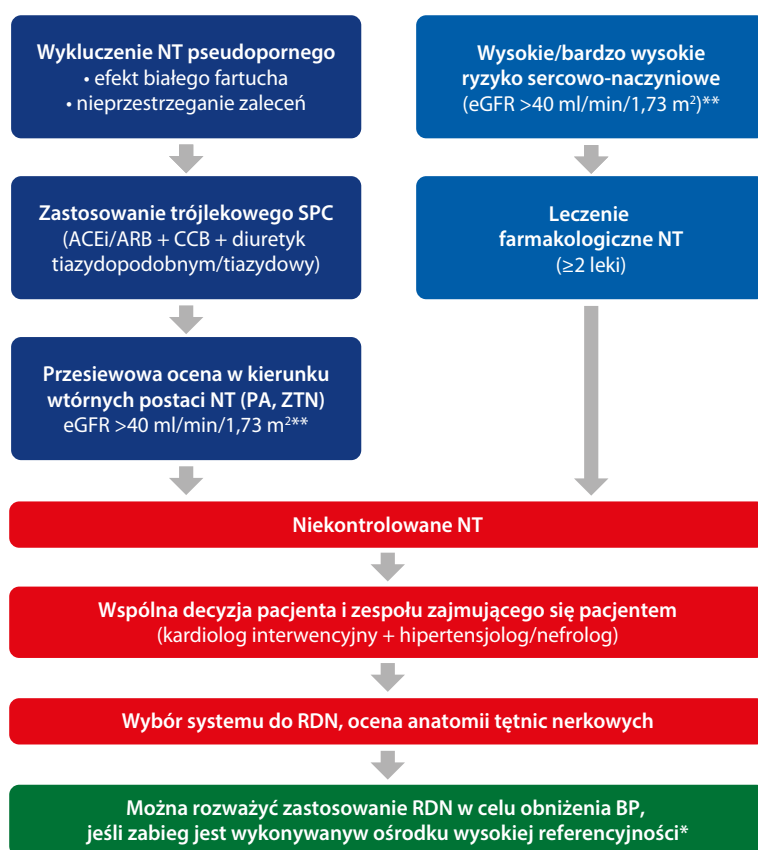 Wykluczenie NT pseudopornego
• efekt białego fartucha
• nieprzestrzeganie zaleceń
Wysokie/bardzo wysokie
ryzyko sercowo-naczyniowe
(eGFR >40 ml/min/1,73 m²)**
Zastosowanie trójlekowego SPC
(ACEi/ARB + CCB + diuretyk
tiazydopodobnym/tiazydowy)
Leczenie
farmakologiczne NT
(≥2 leki)
Przesiewowa ocena w kierunku
wtórnych postaci NT (PA, ZTN)
eGFR >40 ml/min/1,73 m²**
Niekontrolowane NT
Wspólna decyzja pacjenta i zespołu zajmującego się pacjentem
(kardiolog interwencyjny + hipertensjolog/nefrolog)
Wybór systemu do RDN, ocena anatomii tętnic nerkowych
Można rozważyć zastosowanie RDN w celu obniżenia BP,
jeśli zabieg jest wykonywanyw ośrodku wysokiej referencyjności*